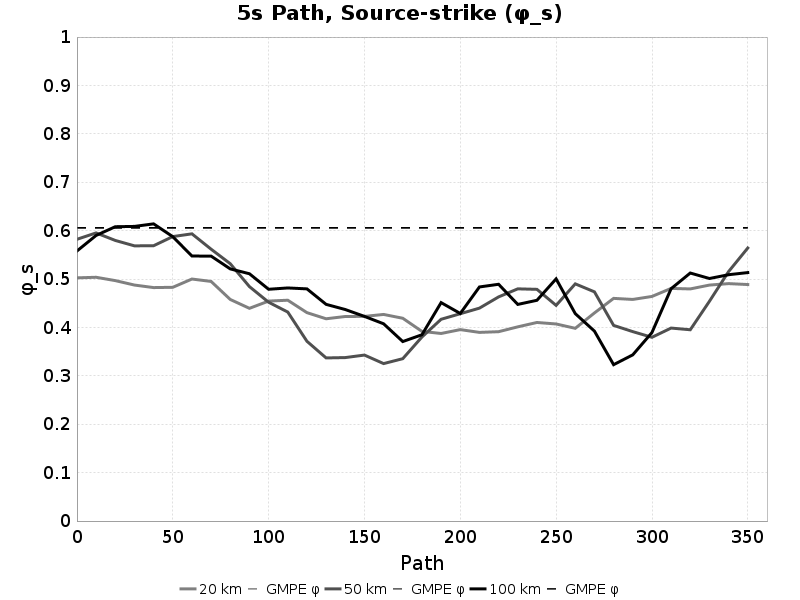 5s Path, Source-strike (φ_s)
1
0.9
0.8
0.7
0.6
0.5
0.4
0.3
0.2
0.1
0
φ_s
0 50 100 150 200 250 300 350
Path
20 km GMPE φ 50 km GMPE φ 100 km GMPE φ